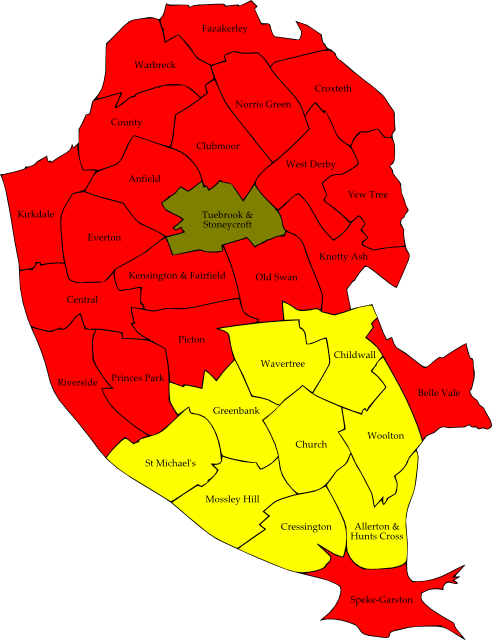 Fazakerley
Warbreck
Croxteth
Norris Green
County
Clubmoor
West Derby
Anfield
Yew Tree
Kirkdale
Tuebrook &
Stoneycroft
Everton
Knotty Ash
Kensington & Fairfield
Old Swan
Central
Picton
Childwall
Wavertree
Riverside
Princes Park
Belle Vale
Greenbank
Woolton
Church
St Michael's
Mossley Hill
Cressington
Allerton &
Hunts Cross
Speke-Garston